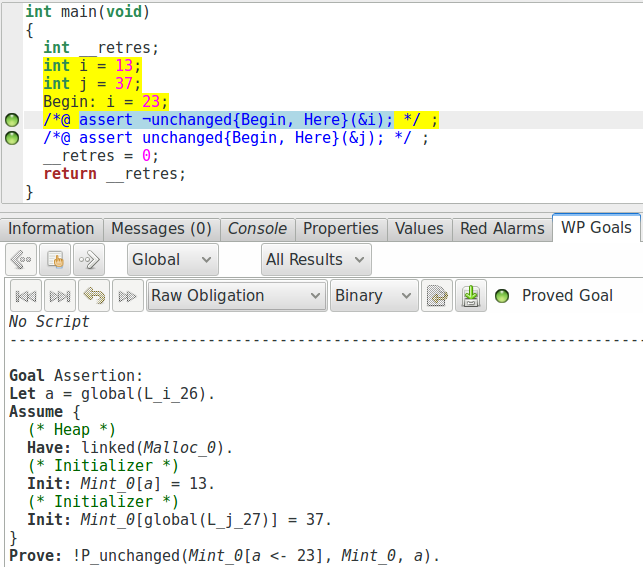 int main(void)
{
int __retres;
int i = 13;
int j = 37;
Begin: i = 23;
/*@ assert ¬unchanged{Begin, Here}(&i); */ ;
/*@ assert unchanged{Begin, Here}(&j); */ ;
__retres = 0;
return __retres;
}
Information Messages (0) Console Properties Values Red Alarms WP Goals
Global All Results
Raw Obligation Binary Proved Goal
No Script
--------------------------------------------------------------------------------
Goal Assertion:
Let a = global(L_i_26).
Assume {
(* Heap *)
Have: linked(Malloc_0).
(* Initializer *)
Init: Mint_0[a] = 13.
(* Initializer *)
Init: Mint_0[global(L_j_27)] = 37.
}
Prove: !P_unchanged(Mint_0[a <- 23], Mint_0, a).